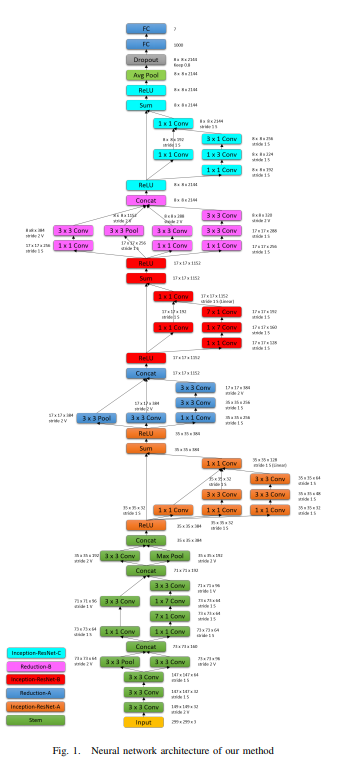 FC 7
FC 1000
Dropout 8 x 8 x 2144
Keep 0.8
Avg Pool 8 x 8 x 2144
ReLU 8 x 8 x 2144
Sum 8 x 8 x 2144
1 x 1 Conv 8 x 8 x 2144
stride 1 S
8 x 8 x 192
stride 1 S
3 x 1 Conv 8 x 8 x 256
stride 1 S
1 x 1 Conv 1 x 3 Conv 8 x 8 x 224
stride 1 S
1 x 1 Conv 8 x 8 x 192
stride 1 S
ReLU 8 x 8 x 2144
Concat 8 x 8 x 2144
8 x 8 x 1152
stride 2 V
8 x 8 x 288
stride 2 V
3 x 3 Conv 8 x 8 x 320
stride 2 V
8 x 8 x 384
stride 2 V
3 x 3 Conv 3 x 3 Pool 3 x 3 Conv 3 x 3 Conv 17 x 17 x 288
stride 1 S
17 x 17 x 256
stride 1 S
1 x 1 Conv 17 x 17 x 256
stride 1 S
1 x 1 Conv 1 x 1 Conv 17 x 17 x 256
stride 1 S
ReLU 17 x 17 x 1152
Sum 17 x 17 x 1152
1 x 1 Conv 17 x 17 x 1152
stride 1 S (Linear)
17 x 17 x 192
stride 1 S
7 x 1 Conv 17 x 17 x 192
stride 1 S
1 x 1 Conv 1 x 7 Conv 17 x 17 x 160
stride 1 S
1 x 1 Conv 17 x 17 x 128
stride 1 S
ReLU 17 x 17 x 1152
Concat 17 x 17 x 1152
3 x 3 Conv 17 x 17 x 384
stride 2 V
17 x 17 x 384
stride 2 V
3 x 3 Conv 35 x 35 x 256
stride 1 S
17 x 17 x 384
stride 2 V
3 x 3 Pool 3 x 3 Conv 1 x 1 Conv 35 x 35 x 256
stride 1 S
ReLU 35 x 35 x 384
Sum 35 x 35 x 384
1 x 1 Conv 35 x 35 x 128
stride 1 S (Linear)
35 x 35 x 32
stride 1 S
3 x 3 Conv 35 x 35 x 64
stride 1 S
3 x 3 Conv 3 x 3 Conv 35 x 35 x 48
stride 1 S
35 x 35 x 32
stride 1 S
1 x 1 Conv 1 x 1 Conv 1 x 1 Conv 35 x 35 x 32
stride 1 S
ReLU 35 x 35 x 384
35 x 35 x 32
stride 1 S
Concat 35 x 35 x 384
35 x 35 x 192
stride 2 V
3 x 3 Conv Max Pool 35 x 35 x 192
stride 2 V
Concat 71 x 71 x 192
3 x 3 Conv 71 x 71 x 96
stride 1 V
71 x 71 x 96
stride 1 V
3 x 3 Conv 1 x 7 Conv 73 x 73 x 64
stride 1 S
7 x 1 Conv 73 x 73 x 64
stride 1 S
73 x 73 x 64
stride 1 S
1 x 1 Conv 1 x 1 Conv 73 x 73 x 64
stride 1 S
Concat 73 x 73 x 160
73 x 73 x 64
stride 2 V
3 x 3 Pool 3 x 3 Conv 73 x 73 x 96
stride 2 V
3 x 3 Conv 147 x 147 x 64
stride 1 S
3 x 3 Conv 147 x 147 x 32
stride 1 V
3 x 3 Conv 149 x 149 x 32
stride 2 V
Input 299 x 299 x 3
Inception-ResNet-C
Reduction-B
Inception-ResNet-B
Reduction-A
Inception-ResNet-A
Stem
Fig. 1. Neural network architecture of our method